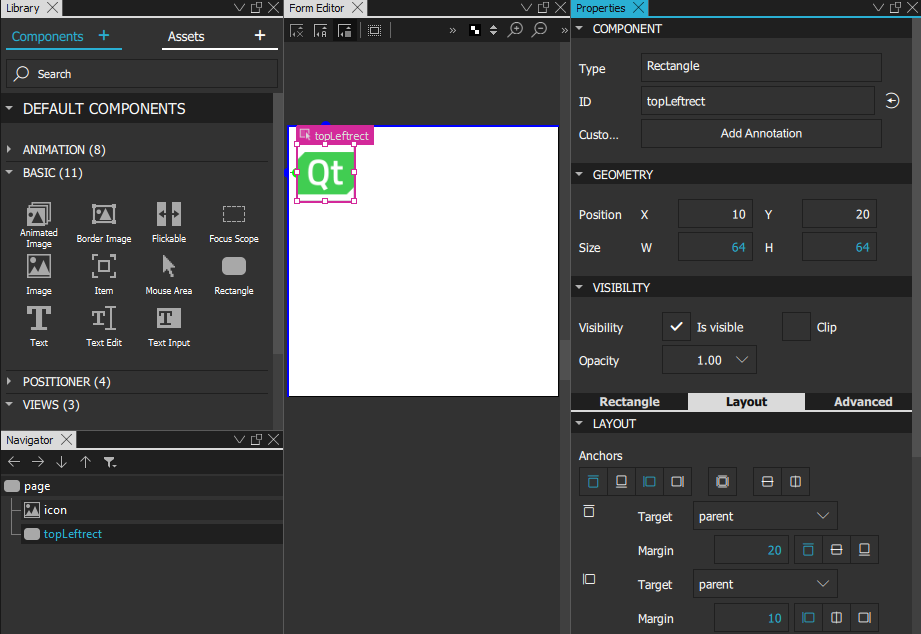 Library
Components +
Assets +
Search
DEFAULT COMPONENTS
ANIMATION (8)
BASIC (11)
Animated Image
Border Image
Flickable
Focus Scope
Image
Item
Mouse Area
Rectangle
Text
Text Edit
Text Input
POSITIONER (4)
VIEWS (3)
Navigator
page
icon
topLeftrect
Form Editor
topLeftrect
Qt
Properties
COMPONENT
Type Rectangle
ID topLeftrect
Custo... Add Annotation
GEOMETRY
Position X 10 Y 20
Size W 64 H 64
VISIBILITY
Visibility Is visible Clip
Opacity 1.00
Rectangle Layout Advanced
LAYOUT
Anchors
Target parent
Margin 20
Target parent
Margin 10